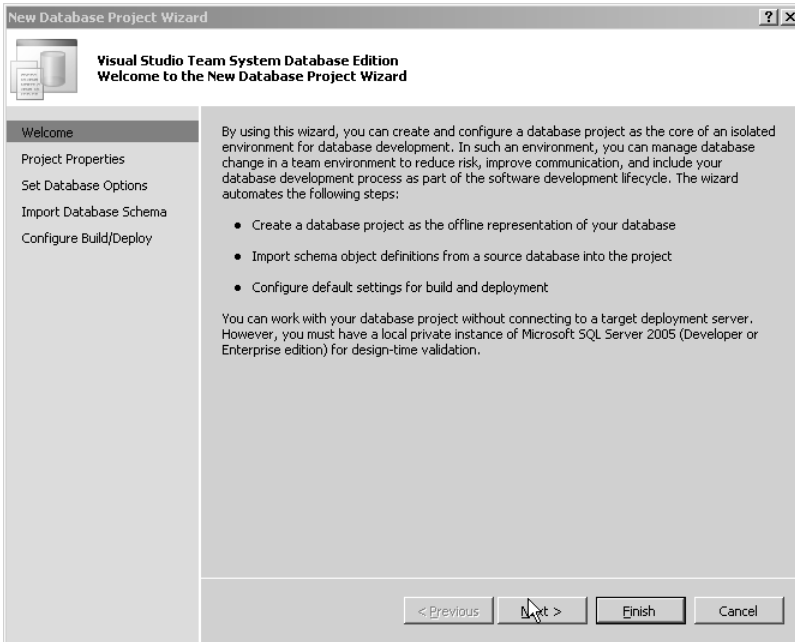 New Database Project Wizard
Visual Studio Team System Database Edition
Welcome to the New Database Project Wizard
Welcome
Project Properties
Set Database Options
Import Database Schema
Configure Build/Deploy
By using this wizard, you can create and configure a database project as the core of an isolated
environment for database development. In such an environment, you can manage database
change in a team environment to reduce risk, improve communication, and include your
database development process as part of the software development lifecycle. The wizard
automates the following steps:
• Create a database project as the offline representation of your database
• Import schema object definitions from a source database into the project
• Configure default settings for build and deployment
You can work with your database project without connecting to a target deployment server.
However, you must have a local private instance of Microsoft SQL Server 2005 (Developer or
Enterprise edition) for design-time validation.
< Previous
Next >
Finish
Cancel